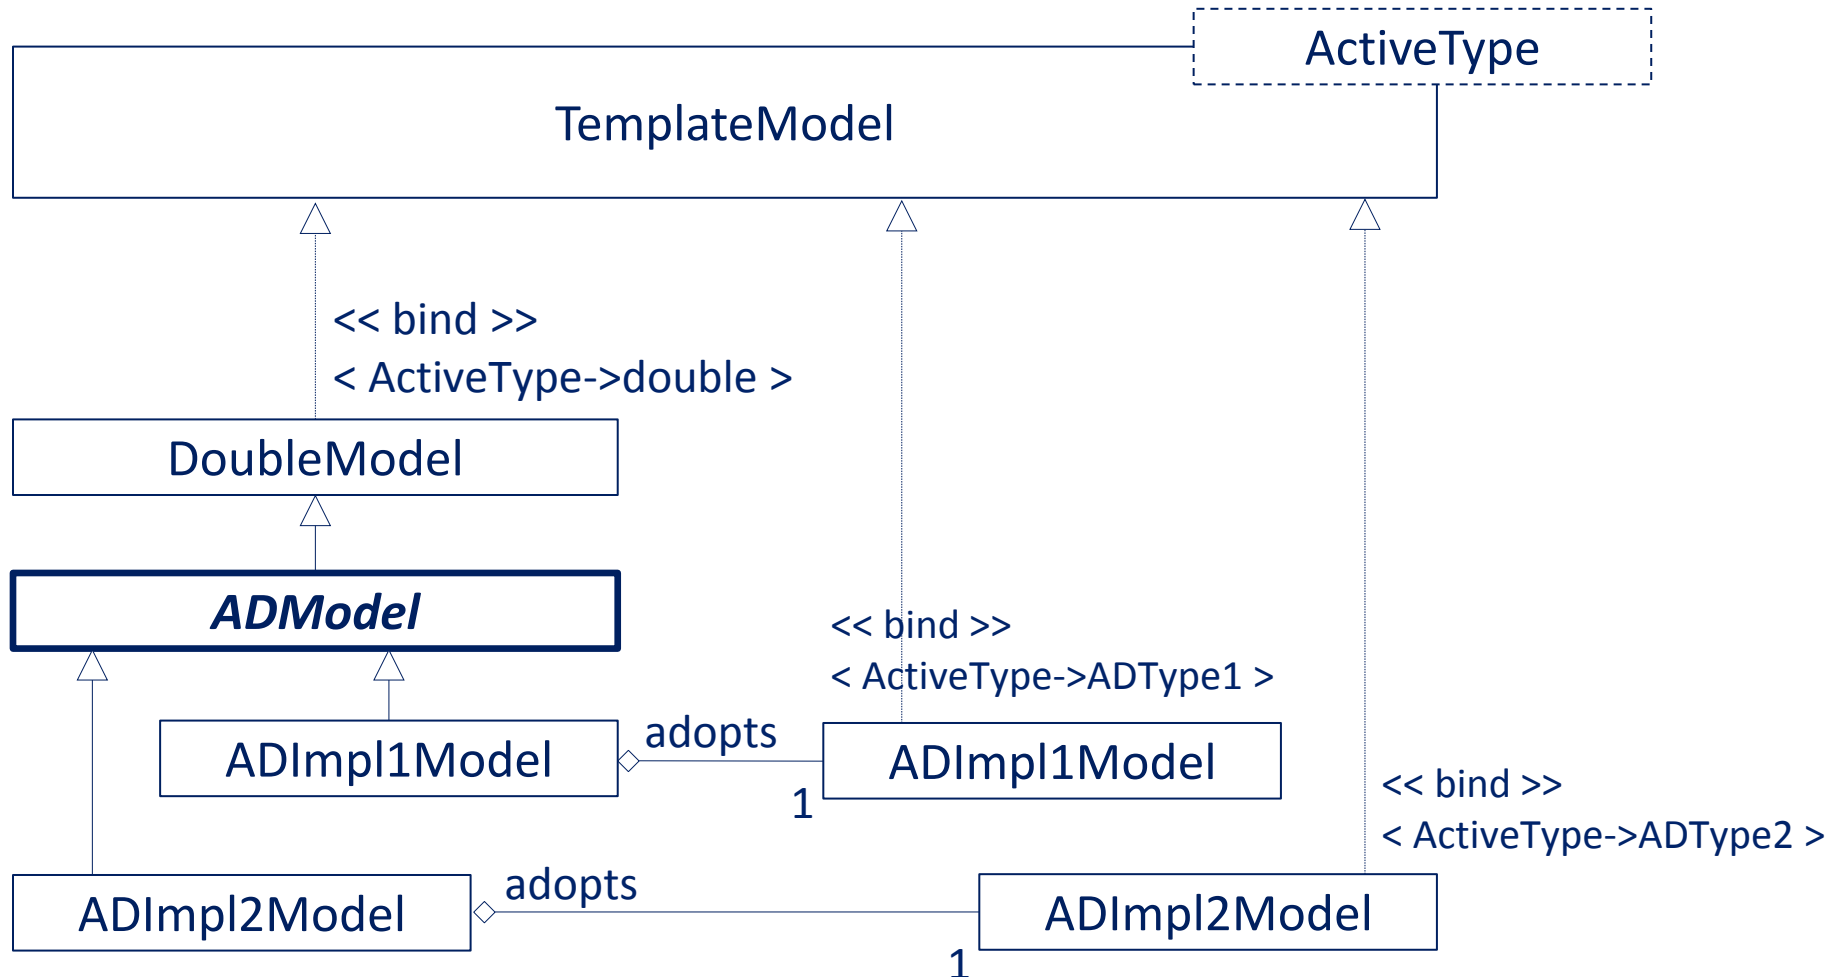 ActiveType
TemplateModel
<< bind >>
< ActiveType->double >
DoubleModel
ADModel
<< bind >>
< ActiveType->ADType1 >
ADImpl1Model
adopts
1
ADImpl1Model
<< bind >>
< ActiveType->ADType2 >
ADImpl2Model
adopts
1
ADImpl2Model